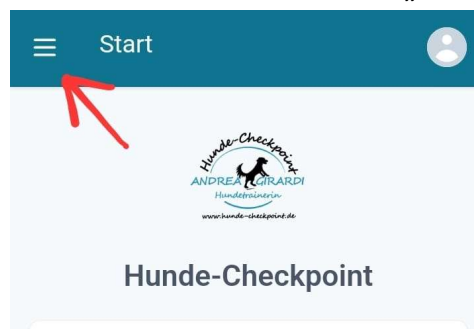 Start
Hunde-Checkpoint
ANDREA GIRARDI
Hundetrainerin
www.hunde-checkpoint.de
Hunde-Checkpoint